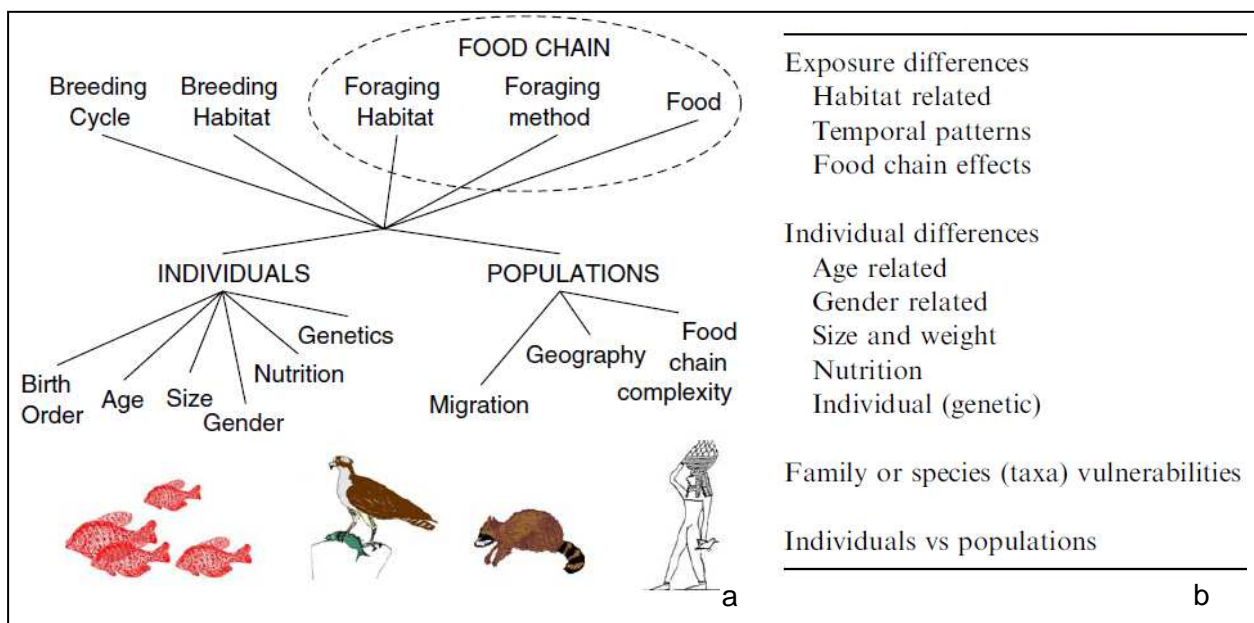 FOOD CHAIN
Breeding
Cycle
Breeding
Habitat
Foraging
Habitat
Foraging
method
Food
INDIVIDUALS
POPULATIONS
Birth
Order
Age
Size
Gender
Nutrition
Genetics
Migration
Geography
Food
chain
complexity
a
Exposure differences
Habitat related
Temporal patterns
Food chain effects
Individual differences
Age related
Gender related
Size and weight
Nutrition
Individual (genetic)
Family or species (taxa) vulnerabilities
Individuals vs populations
b